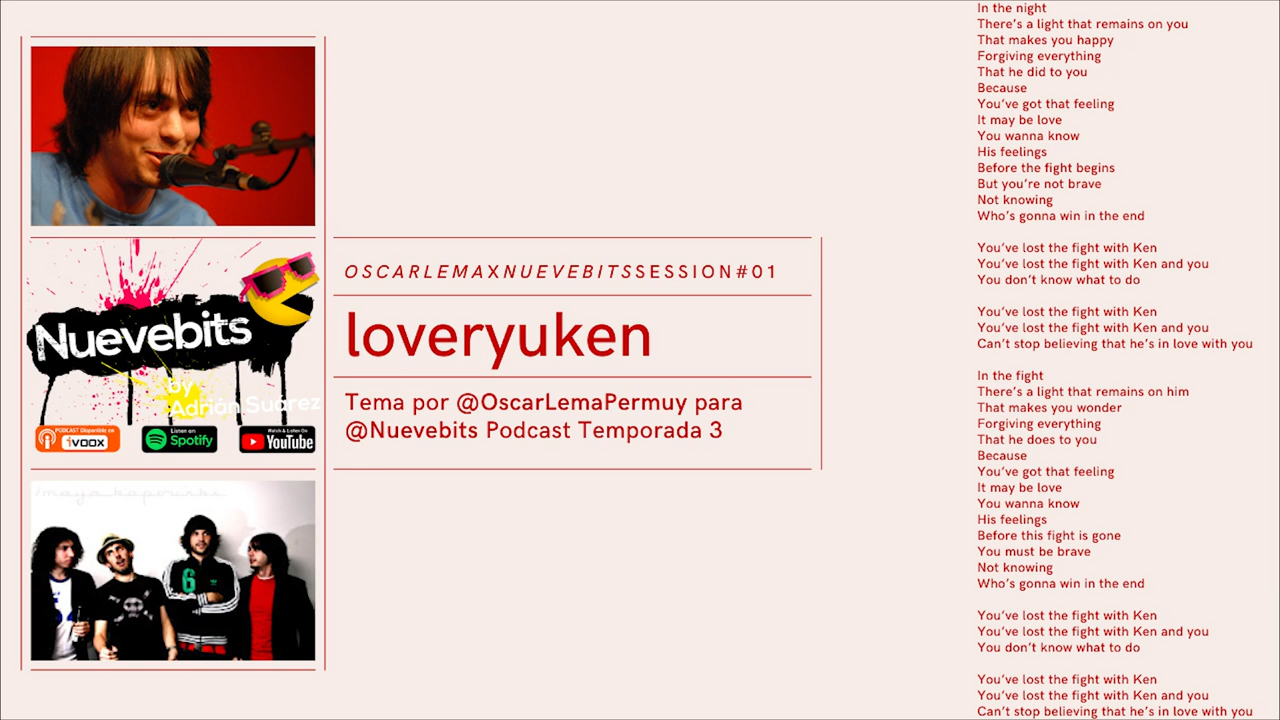 Nuevebits
by
Adrián Suárez
PODCAST Disponible en
iVOOX
Listen on
Spotify
Watch & Listen On
YouTube
OSCARLEMAXNUEVEBITSSESSION#01
loveryuken
Tema por @OscarLemaPermuy para
@Nuevebits Podcast Temporada 3
In the night
There's a light that remains on you
That makes you happy
Forgiving everything
That he did to you
Because
You've got that feeling
It may be love
You wanna know
His feelings
Before the fight begins
But you're not brave
Not knowing
Who's gonna win in the end
You've lost the fight with Ken
You've lost the fight with Ken and you
You don't know what to do
You've lost the fight with Ken
You've lost the fight with Ken and you
Can't stop believing that he's in love with you
In the fight
There's a light that remains on him
That makes you wonder
Forgiving everything
That he does to you
Because
You've got that feeling
It may be love
You wanna know
His feelings
Before this fight is gone
You must be brave
Not knowing
Who's gonna win in the end
You've lost the fight with Ken
You've lost the fight with Ken and you
You don't know what to do
You've lost the fight with Ken
You've lost the fight with Ken and you
Can't stop believing that he's in love with you